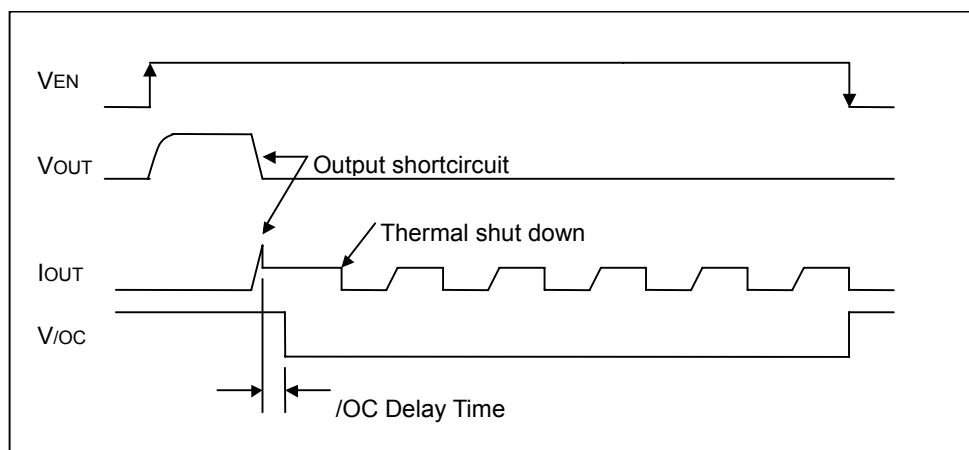 VEN
VOUT
Output shortcircuit
Thermal shut down
IOUT
V/OC
/OC Delay Time